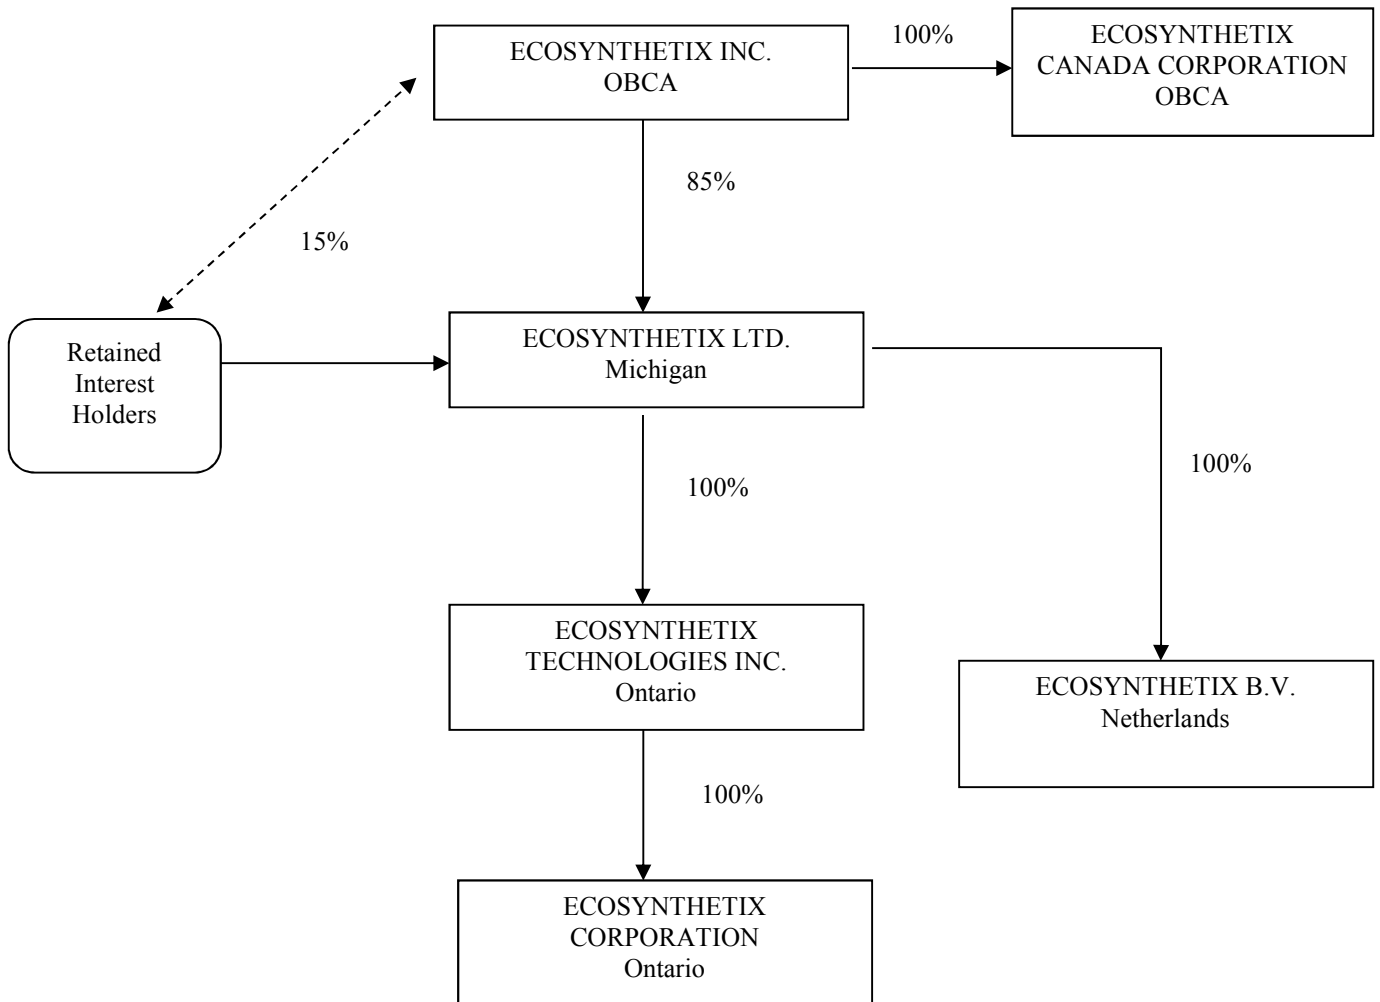 ECOSYNTHETIX INC.
OBCA
100%
ECOSYNTHETIX
CANADA CORPORATION
OBCA
85%
15%
Retained
Interest
Holders
ECOSYNTHETIX LTD.
Michigan
100%
100%
ECOSYNTHETIX
TECHNOLOGIES INC.
Ontario
ECOSYNTHETIX B.V.
Netherlands
100%
ECOSYNTHETIX
CORPORATION
Ontario